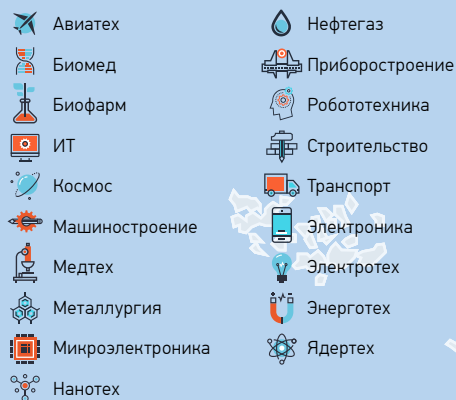 Авиатех
Биомед
Биофарм
ИТ
Космос
Машиностроение
Медтех
Металлургия
Микроэлектроника
Нанотех
Нефтегаз
Приборостроение
Робототехника
Строительство
Транспорт
Электроника
Электротех
Энерготех
Ядертех